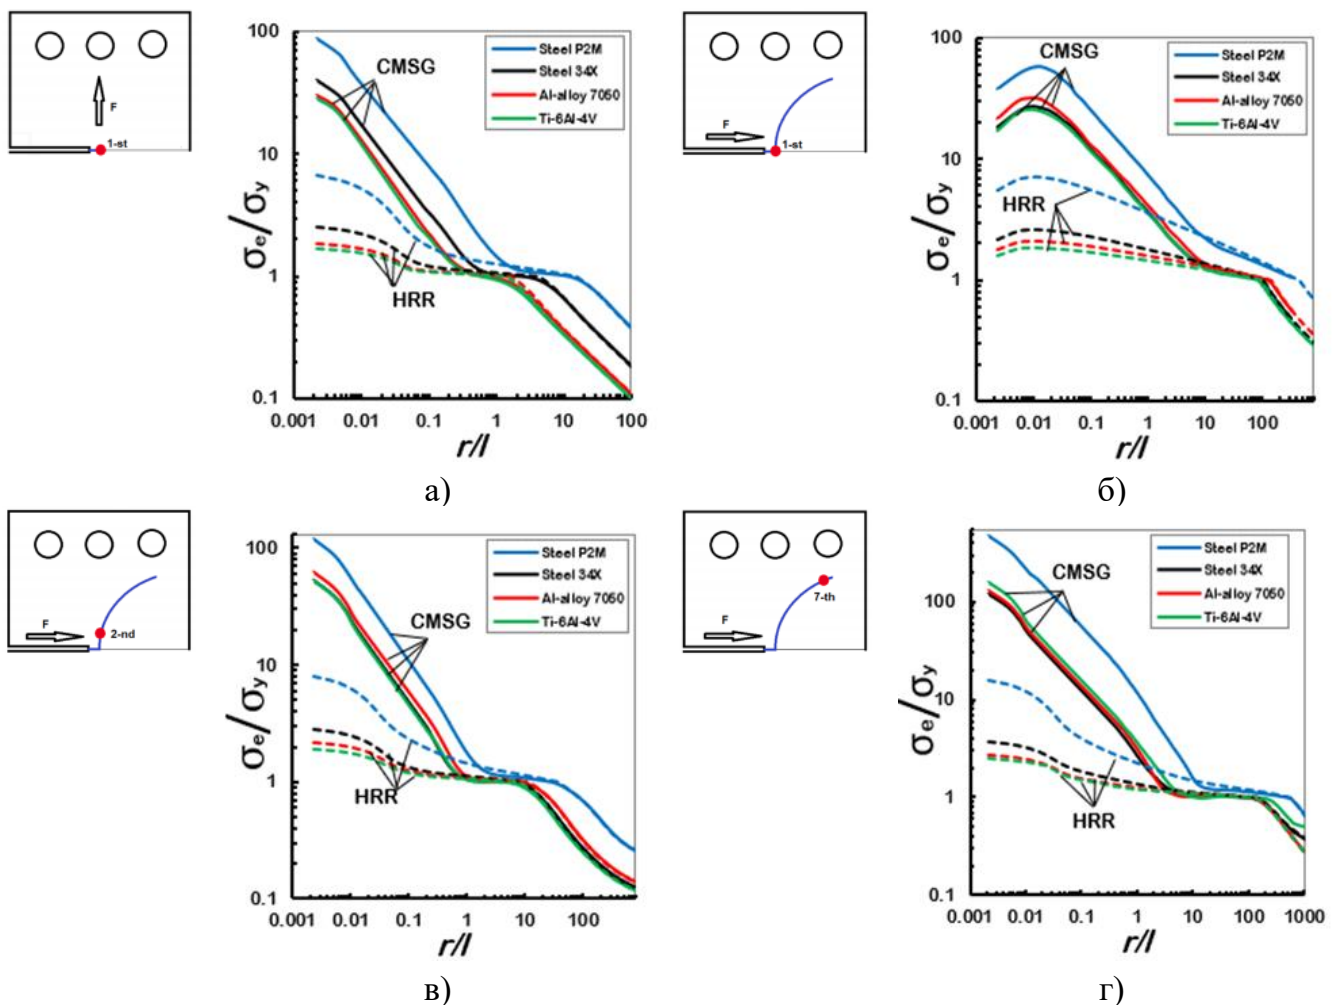 F
1-st
100
10
1
0.1
0.001
0.01
0.1
1
10
100
σe/σy
r/l
CMSG
HRR
Steel P2M
Steel 34X
Al-alloy 7050
Ti-6Al-4V
а)
F
1-st
100
10
1
0.1
0.001
0.01
0.1
1
10
100
σe/σy
r/l
CMSG
HRR
Steel P2M
Steel 34X
Al-alloy 7050
Ti-6Al-4V
б)
F
2-nd
100
10
1
0.1
0.001
0.01
0.1
1
10
100
σe/σy
r/l
CMSG
HRR
Steel P2M
Steel 34X
Al-alloy 7050
Ti-6Al-4V
в)
F
7-th
100
10
1
0.1
0.001
0.01
0.1
1
10
100
1000
σe/σy
r/l
CMSG
HRR
Steel P2M
Steel 34X
Al-alloy 7050
Ti-6Al-4V
г)